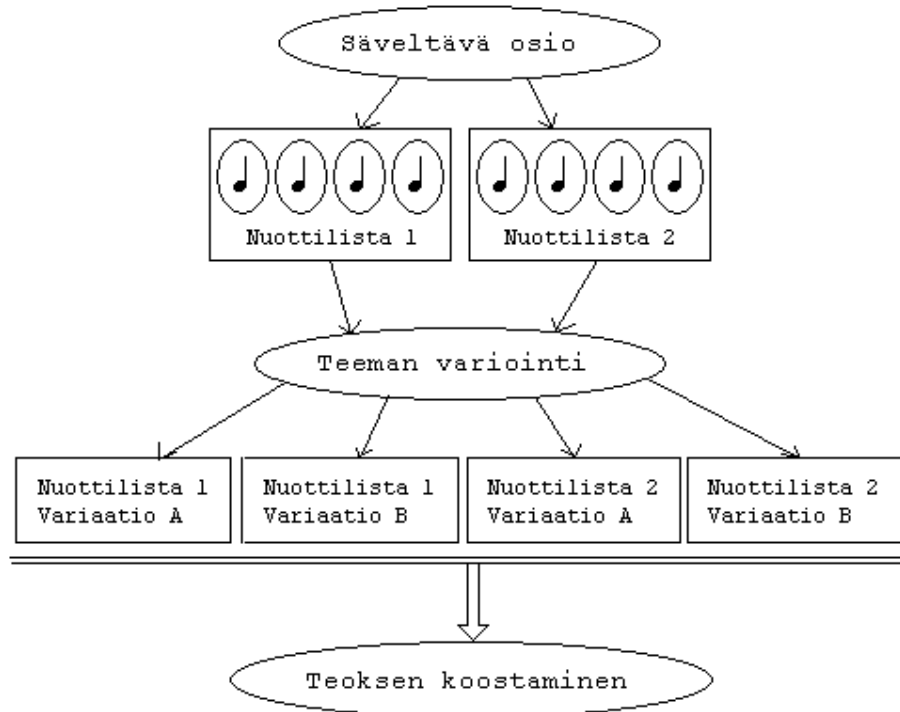 Säveltävä osio
Nuottilista 1
Nuottilista 2
Teeman variointi
Nuottilista 1
Variaatio A
Nuottilista 1
Variaatio B
Nuottilista 2
Variaatio A
Nuottilista 2
Variaatio B
Teoksen koostaminen